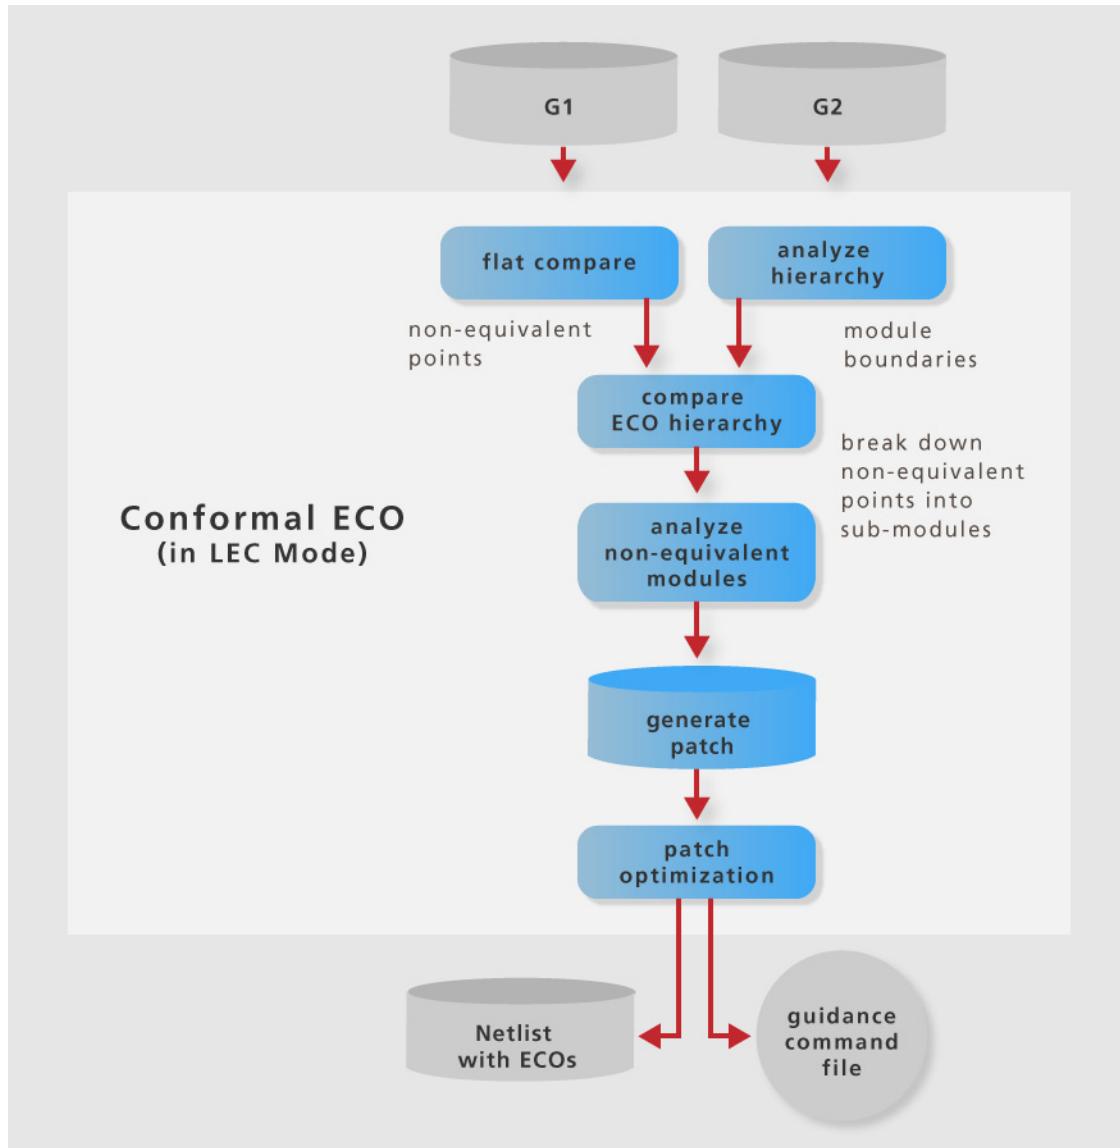 G1
G2
flat compare
analyze
hierarchy
non-equivalent
points
module
boundaries
compare
ECO hierarchy
break down
non-equivalent
points into
sub-modules
Conformal ECO
(in LEC Mode)
analyze
non-equivalent
modules
generate
patch
patch
optimization
Netlist
with ECOs
guidance
command
file